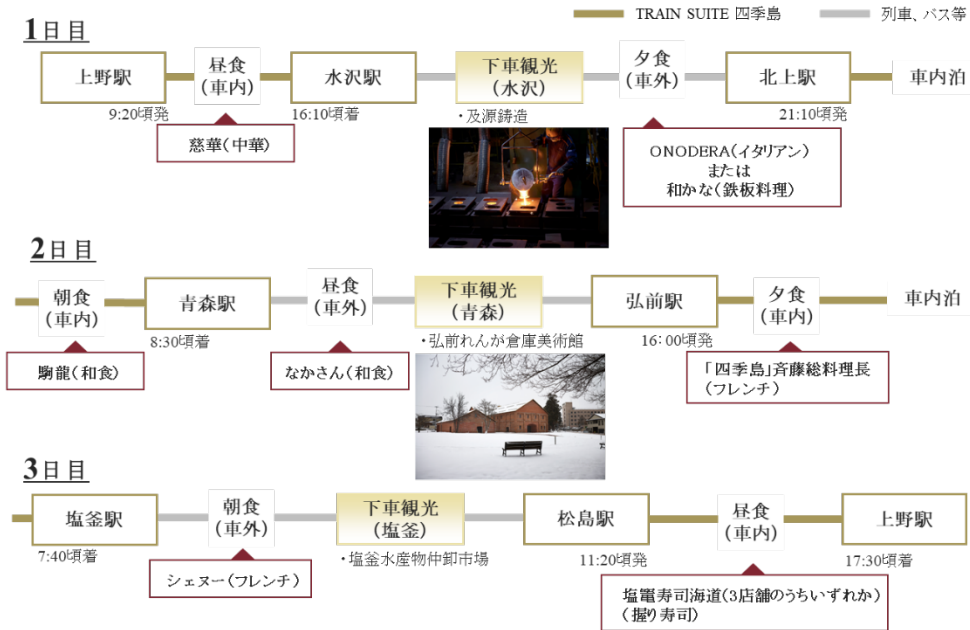 TRAIN SUITE 四季島
列車、バス等
1日目
上野駅
昼食
(車内)
水沢駅
下車観光
(水沢)
夕食
(車外)
北上駅
車内泊
9:20頃発
16:10頃着
・及源鋳造
21:10頃発
慈華(中華)
ONODERA(イタリアン)
または
和かな(鉄板料理)
2日目
朝食
(車内)
青森駅
昼食
(車外)
下車観光
(青森)
弘前駅
夕食
(車内)
車内泊
8:30頃着
・弘前れんが倉庫美術館
16:00頃発
駒龍(和食)
なかさん(和食)
「四季島」斉藤総料理長
(フレンチ)
3日目
塩釜駅
朝食
(車外)
下車観光
(塩釜)
松島駅
昼食
(車内)
上野駅
7:40頃着
・塩釜水産物仲卸市場
11:20頃発
17:30頃着
シェヌー(フレンチ)
塩竈寿司海道(3店舗のうちいずれか)
(握り寿司)